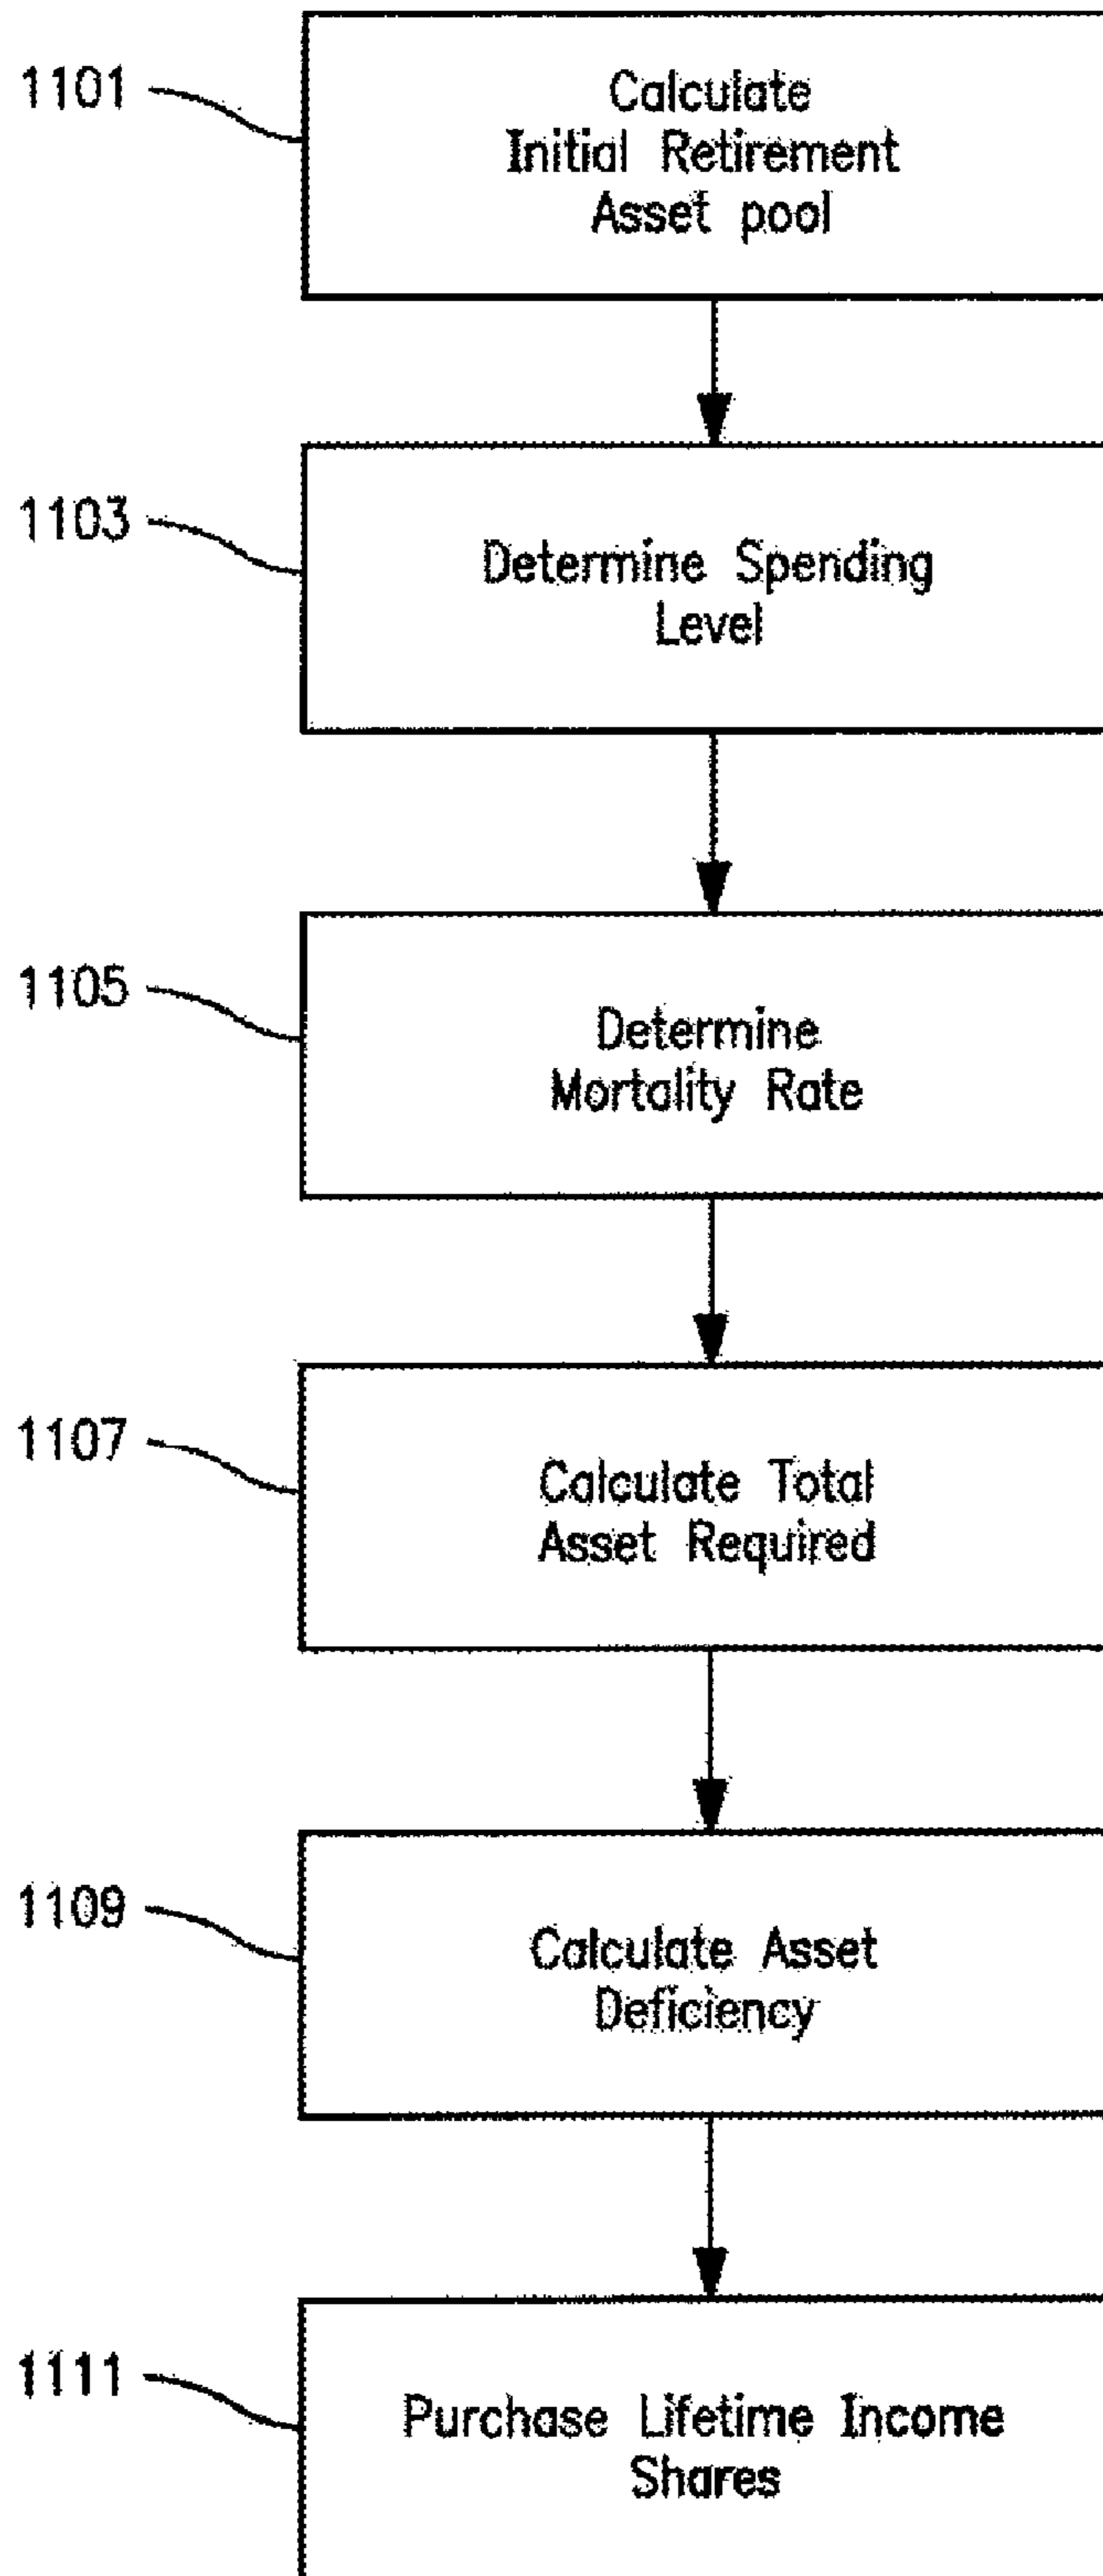 1101
Calculate
Initial Retirement
Asset pool
1103
Determine Spending
Level
1105
Determine
Mortality Rate
1107
Calculate Total
Asset Required
1109
Calculate Asset
Deficiency
1111
Purchase Lifetime Income
Shares